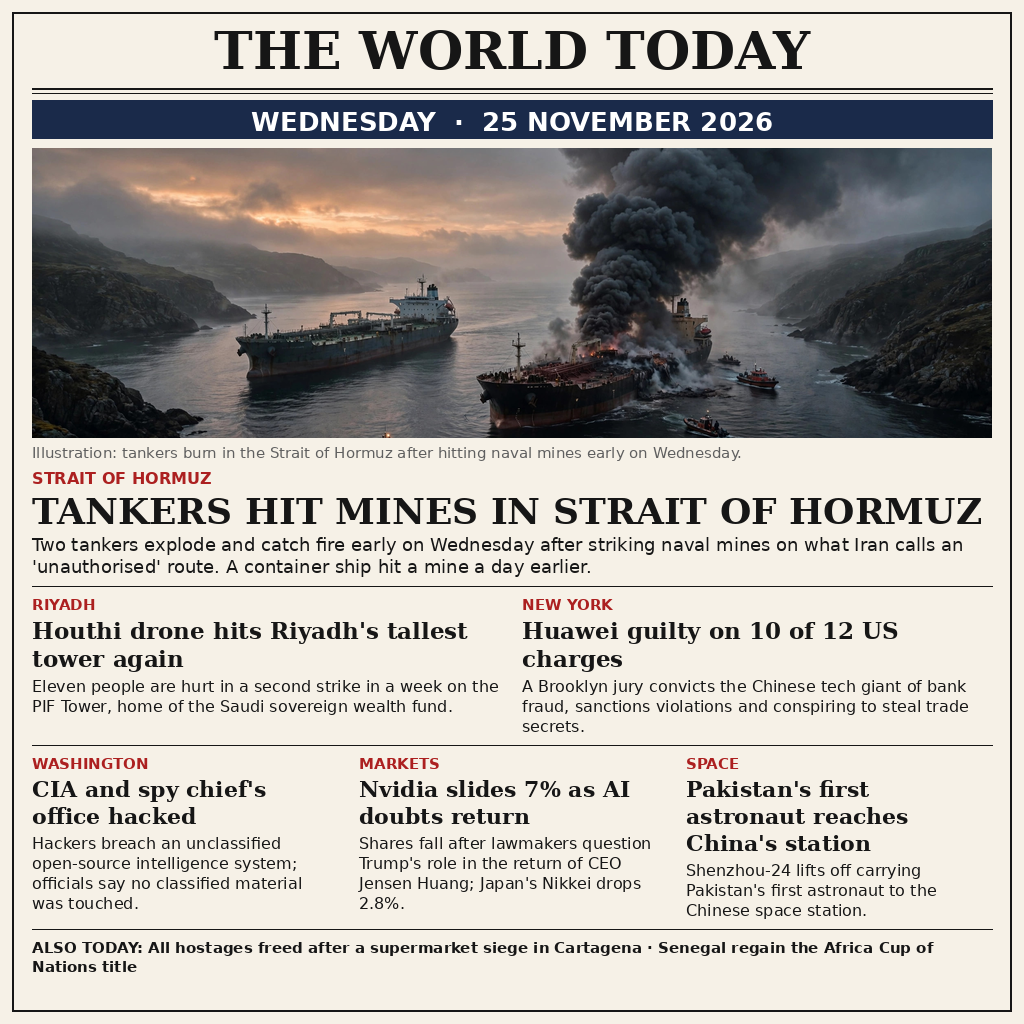 THE WORLD TODAY
WEDNESDAY · 25 NOVEMBER 2026
Illustration: tankers burn in the Strait of Hormuz after hitting naval mines early on Wednesday.
STRAIT OF HORMUZ
TANKERS HIT MINES IN STRAIT OF HORMUZ
Two tankers explode and catch fire early on Wednesday after striking naval mines on what Iran calls an
'unauthorised' route. A container ship hit a mine a day earlier.
RIYADH
Houthi drone hits Riyadh's tallest
tower again
Eleven people are hurt in a second strike in a week on the
PIF Tower, home of the Saudi sovereign wealth fund.
NEW YORK
Huawei guilty on 10 of 12 US
charges
A Brooklyn jury convicts the Chinese tech giant of bank
fraud, sanctions violations and conspiring to steal trade
secrets.
WASHINGTON
CIA and spy chief's
office hacked
Hackers breach an unclassified
open-source intelligence system;
officials say no classified material
was touched.
MARKETS
Nvidia slides 7% as AI
doubts return
Shares fall after lawmakers question
Trump's role in the return of CEO
Jensen Huang; Japan's Nikkei drops
2.8%.
SPACE
Pakistan's first
astronaut reaches
China's station
Shenzhou-24 lifts off carrying
Pakistan's first astronaut to the
Chinese space station.
ALSO TODAY: All hostages freed after a supermarket siege in Cartagena · Senegal regain the Africa Cup of
Nations title